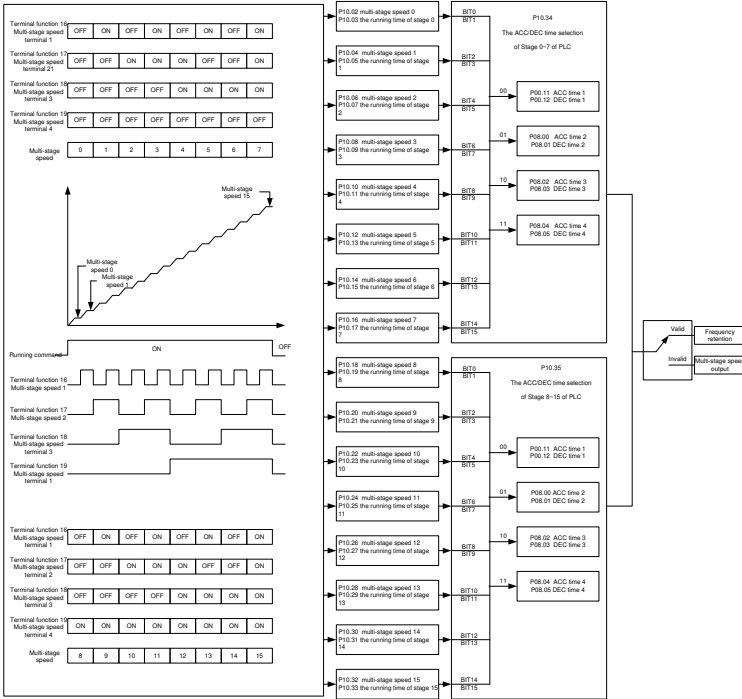 Terminal function 16
Multi-stage speed
terminal 1
OFF ON OFF ON OFF ON OFF ON
Terminal function 17
Multi-stage speed
terminal 21
OFF OFF ON ON OFF OFF ON ON
Terminal function 18
Multi-stage speed
terminal 3
OFF OFF OFF OFF ON ON ON ON
Terminal function 19
Multi-stage speed
terminal 4
OFF OFF OFF OFF OFF OFF OFF OFF
Multi-stage
speed
0 1 2 3 4 5 6 7
Multi-stage
speed 15
Multi-stage
speed 0
Multi-stage
speed 1
Running command
ON
OFF
Terminal function 16
Multi-stage speed 1
Terminal function 17
Multi-stage speed 2
Terminal function 18
Multi-stage speed
terminal 3
Terminal function 19
Multi-stage speed
terminal 1
Terminal function 16
Multi-stage speed
terminal 1
OFF ON OFF ON OFF ON OFF ON
Terminal function 17
Multi-stage speed
terminal 2
OFF OFF ON ON OFF OFF ON ON
Terminal function 18
Multi-stage speed
terminal 3
OFF OFF OFF OFF ON ON ON ON
Terminal function 19
Multi-stage speed
terminal 4
ON ON ON ON ON ON ON ON
Multi-stage
speed
8 9 10 11 12 13 14 15
P10.02 multi-stage speed 0
P10.03 the running time of stage 0
P10.04 multi-stage speed 1
P10.05 the running time of stage
1
P10.06 multi-stage speed 2
P10.07 the running time of stage
2
P10.08 multi-stage speed 3
P10.09 the running time of stage
3
P10.10 multi-stage speed 4
P10.11 the running time of stage
4
P10.12 multi-stage speed 5
P10.13 the running time of stage 5
P10.14 multi-stage speed 6
P10.15 the running time of stage 6
P10.16 multi-stage speed 7
P10.17 the running time of stage
7
P10.18 multi-stage speed 8
P10.19 the running time of stage
8
P10.20 multi-stage speed 9
P10.21 the running time of stage 9
P10.22 multi-stage speed 10
P10.23 the running time of stage
10
P10.24 multi-stage speed 11
P10.25 the running time of stage
11
P10.26 multi-stage speed 12
P10.27 the running time of stage
12
P10.28 multi-stage speed 13
P10.29 the running time of stage
13
P10.30 multi-stage speed 14
P10.31 the running time of stage
14
P10.32 multi-stage speed 15
P10.33 the running time of stage 15
BIT0
BIT1
BIT2
BIT3
BIT4
BIT5
BIT6
BIT7
BIT8
BIT9
BIT10
BIT11
BIT12
BIT13
BIT14
BIT15
P10.34
The ACC/DEC time selection
of Stage 0~7 of PLC
00
P00.11 ACC time 1
P00.12 DEC time 1
01
P08.00 ACC time 2
P08.01 DEC time 2
10
P08.02 ACC time 3
P08.03 DEC time 3
11
P08.04 ACC time 4
P08.05 DEC time 4
BIT0
BIT1
BIT2
BIT3
BIT4
BIT5
BIT6
BIT7
BIT8
BIT9
BIT10
BIT11
BIT12
BIT13
BIT14
BIT15
P10.35
The ACC/DEC time selection
of Stage 8~15 of PLC
00
P00.11 ACC time 1
P00.12 DEC time 1
01
P08.00 ACC time 2
P08.01 DEC time 2
10
P08.02 ACC time 3
P08.03 DEC time 3
11
P08.04 ACC time 4
P08.05 DEC time 4
Valid
Invalid
Frequency
retention
Multi-stage speed
output